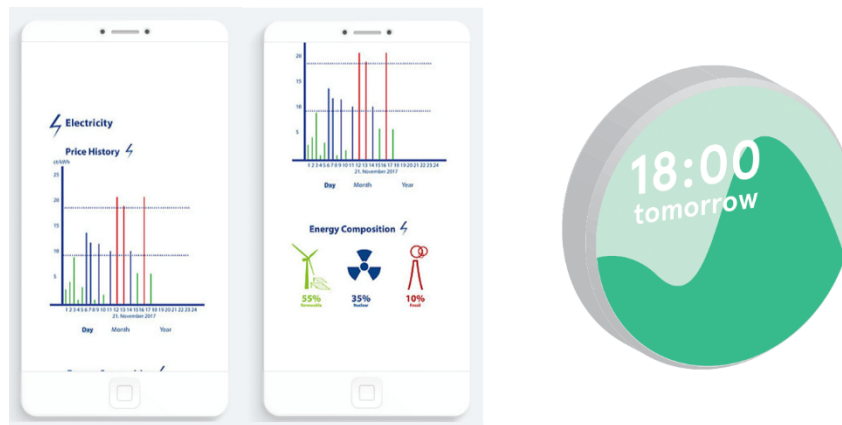 Electricity
Price History
ct/kWh
25
20
15
10
5
1 2 3 4 5 6 7 8 9 10 11 12 13 14 15 16 17 18 19 20 21 22 23 24
21. November 2017
Day Month Year
20
15
10
5
1 2 3 4 5 6 7 8 9 10 11 12 13 14 15 16 17 18 19 20 21 22 23 24
21. November 2017
Day Month Year
Energy Composition
55% 35% 10%
Renewable Nuclear Fossil
18:00
tomorrow